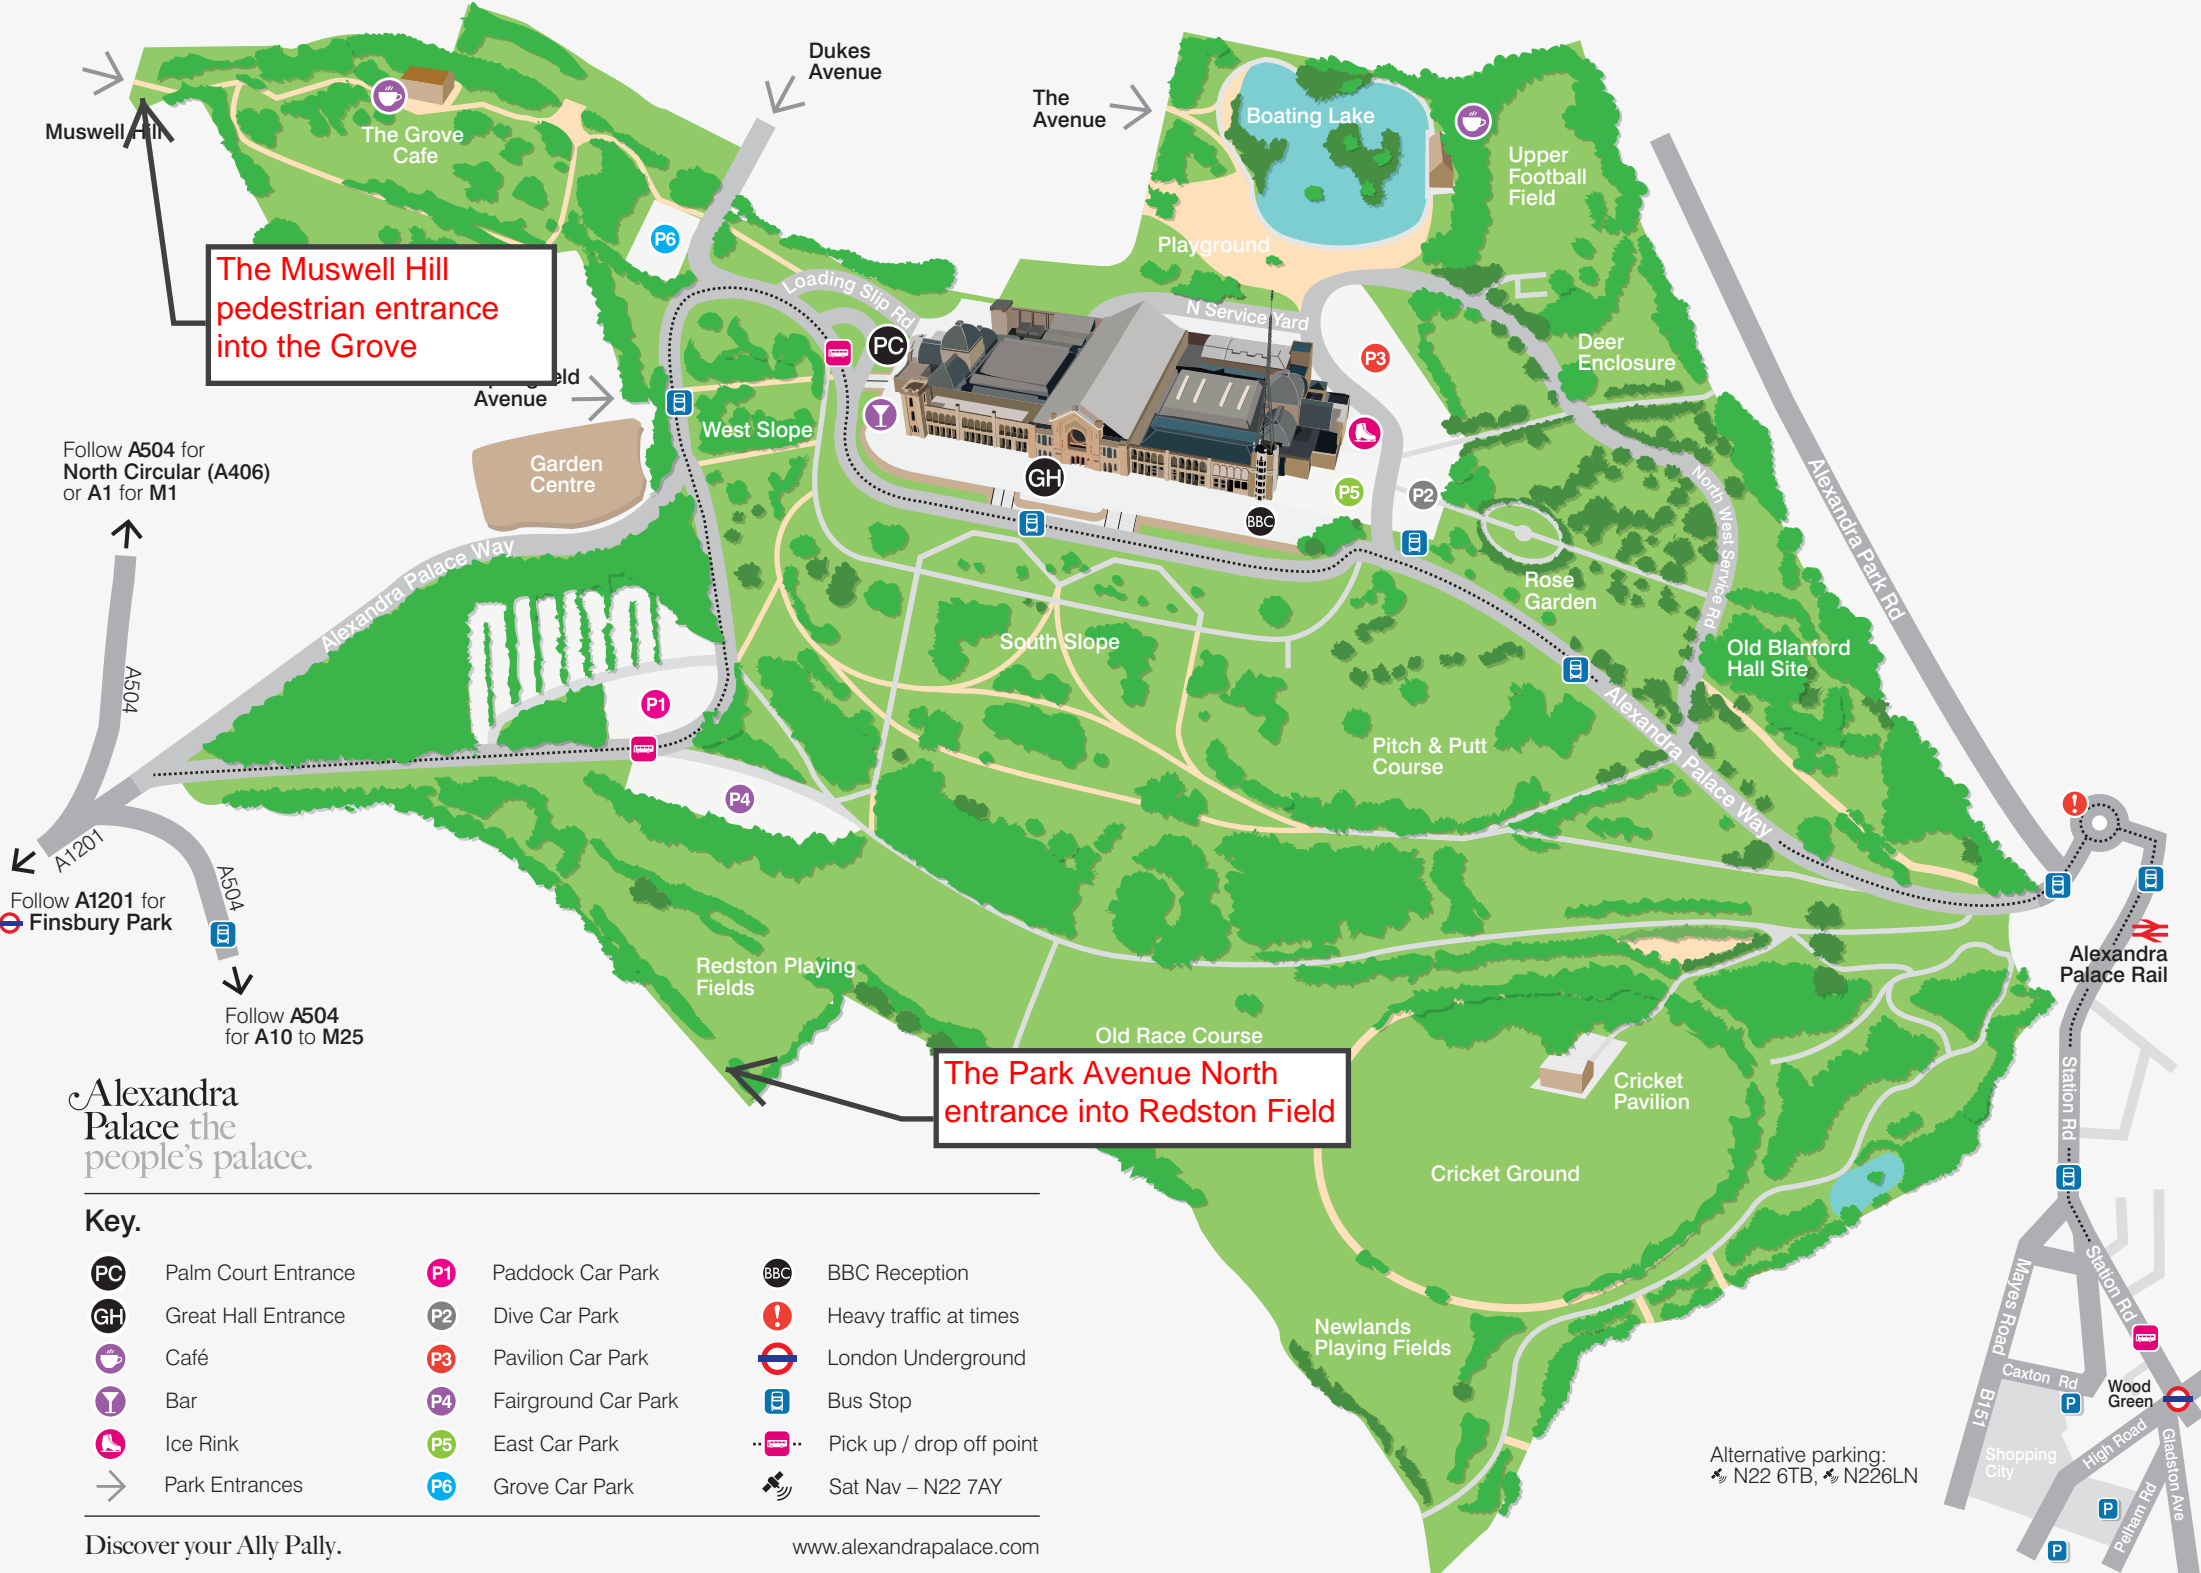 Dukes
Avenue
The
Avenue
Muswell Hill
The Grove
Cafe
Boating Lake
Upper
Football
Field
P6
Playground
The Muswell Hill
pedestrian entrance
into the Grove
Loading Slip Rd
N Service Yard
PC
P3
Deer
Enclosure
eld
Avenue
West Slope
Garden
Centre
Follow A504 for
North Circular (A406)
or A1 for M1
GH
P5
P2
BBC
North West Service Rd
Alexandra Park Rd
Alexandra Palace Way
Rose
Garden
South Slope
Old Blanford
Hall Site
A504
P1
Alexandra Palace Way
Pitch & Putt
Course
P4
!
A1201
A504
Follow A1201 for
Finsbury Park
Follow A504
for A10 to M25
Redston Playing
Fields
Alexandra
Palace Rail
Old Race Course
The Park Avenue North
entrance into Redston Field
Cricket
Pavilion
Station Rd
Cricket Ground
Alexandra
Palace the
people's palace.
Key.
PC Palm Court Entrance
GH Great Hall Entrance
Café
Bar
Ice Rink
Park Entrances
P1 Paddock Car Park
P2 Dive Car Park
P3 Pavilion Car Park
P4 Fairground Car Park
P5 East Car Park
P6 Grove Car Park
BBC BBC Reception
! Heavy traffic at times
London Underground
Bus Stop
Pick up / drop off point
Sat Nav – N22 7AY
Newlands
Playing Fields
Mayes Road
Station Rd
Caxton Rd
B151
Wood
Green
P
High Road
Gladston Ave
Shopping
City
Pelham Rd
P
P
Alternative parking:
N22 6TB, N226LN
Discover your Ally Pally.
www.alexandrapalace.com